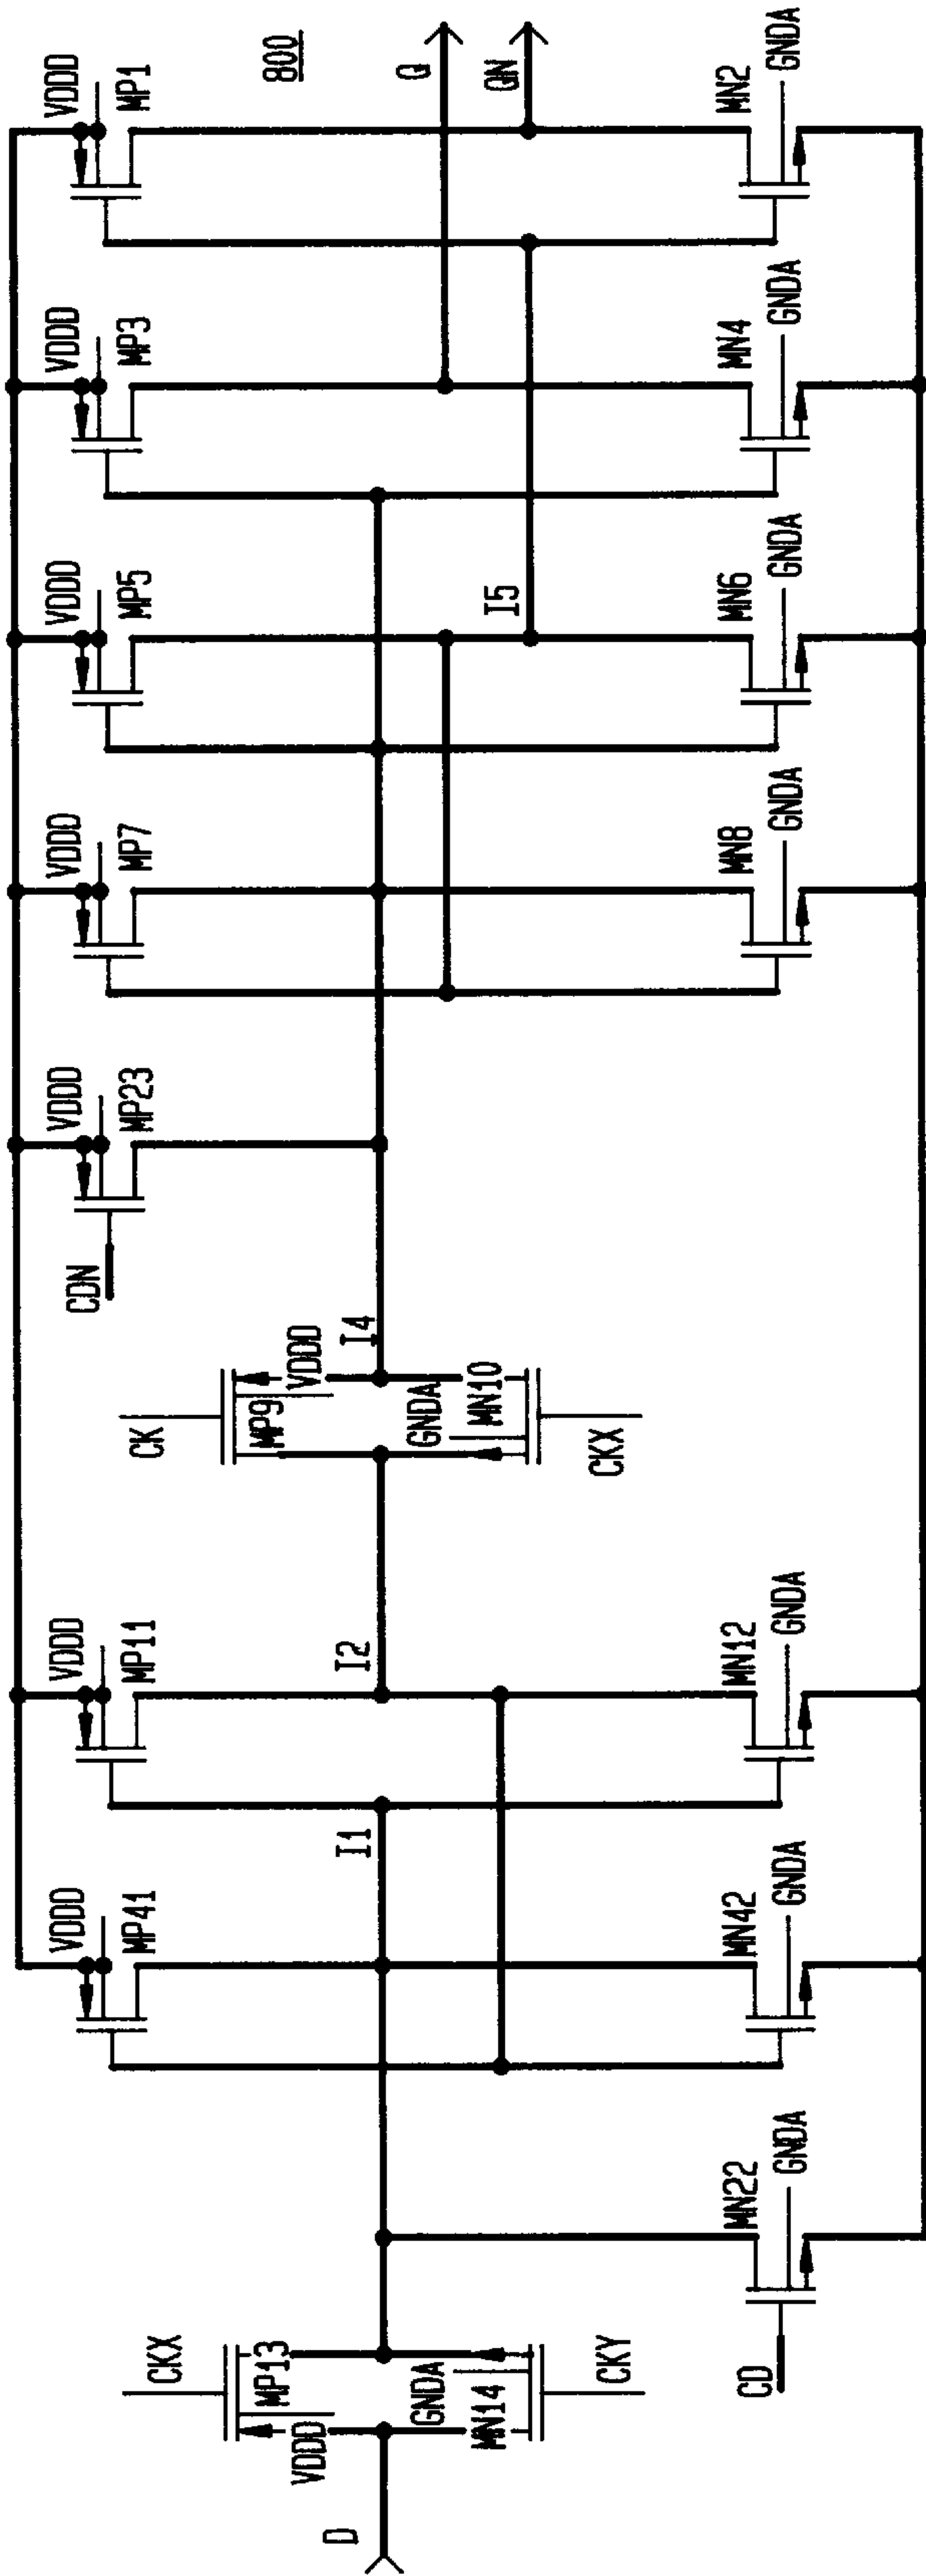 800
VDDD
MP1
VDDD
MP3
VDDD
MP5
VDDD
MP7
VDDD
MP23
CDN
VDDD
MP11
VDDD
MP41
Q
QN
I5
I4
I2
I1
CK
MP9
VDDD
GNDA
MN10
CKX
CKX
MP13
VDDD
GNDA
MN14
CKY
D
MN2
GNDA
MN4
GNDA
MN6
GNDA
MN8
GNDA
MN12
GNDA
MN42
GNDA
MN22
GNDA
CD